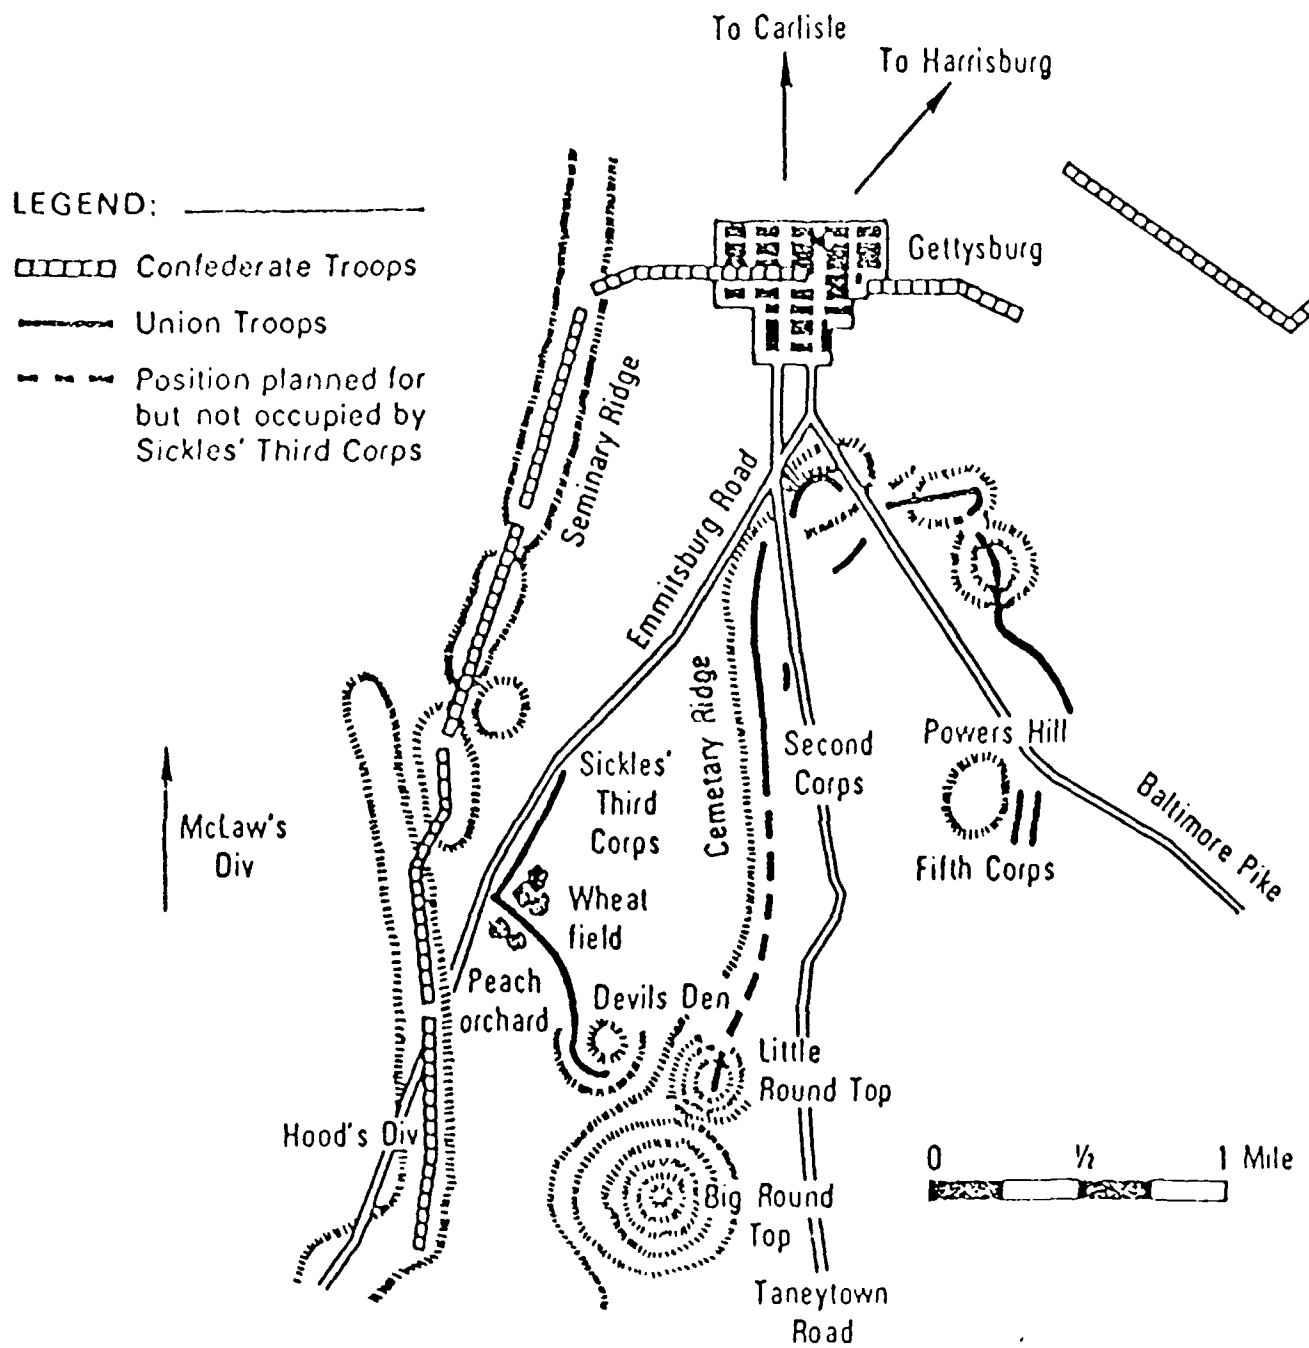 To Carlisle
To Harrisburg
LEGEND:
Confederate Troops
Union Troops
Position planned for
but not occupied by
Sickles' Third Corps
Gettysburg
Seminary Ridge
Emmitsburg Road
Cemetary Ridge
Sickles'
Third
Corps
Second
Corps
Powers Hill
Fifth Corps
Baltimore Pike
McLaw's
Div
Wheat
field
Peach
orchard
Devils Den
Little
Round Top
Hood's Div
Big Round
Top
0 ½ 1 Mile
Taneytown
Road